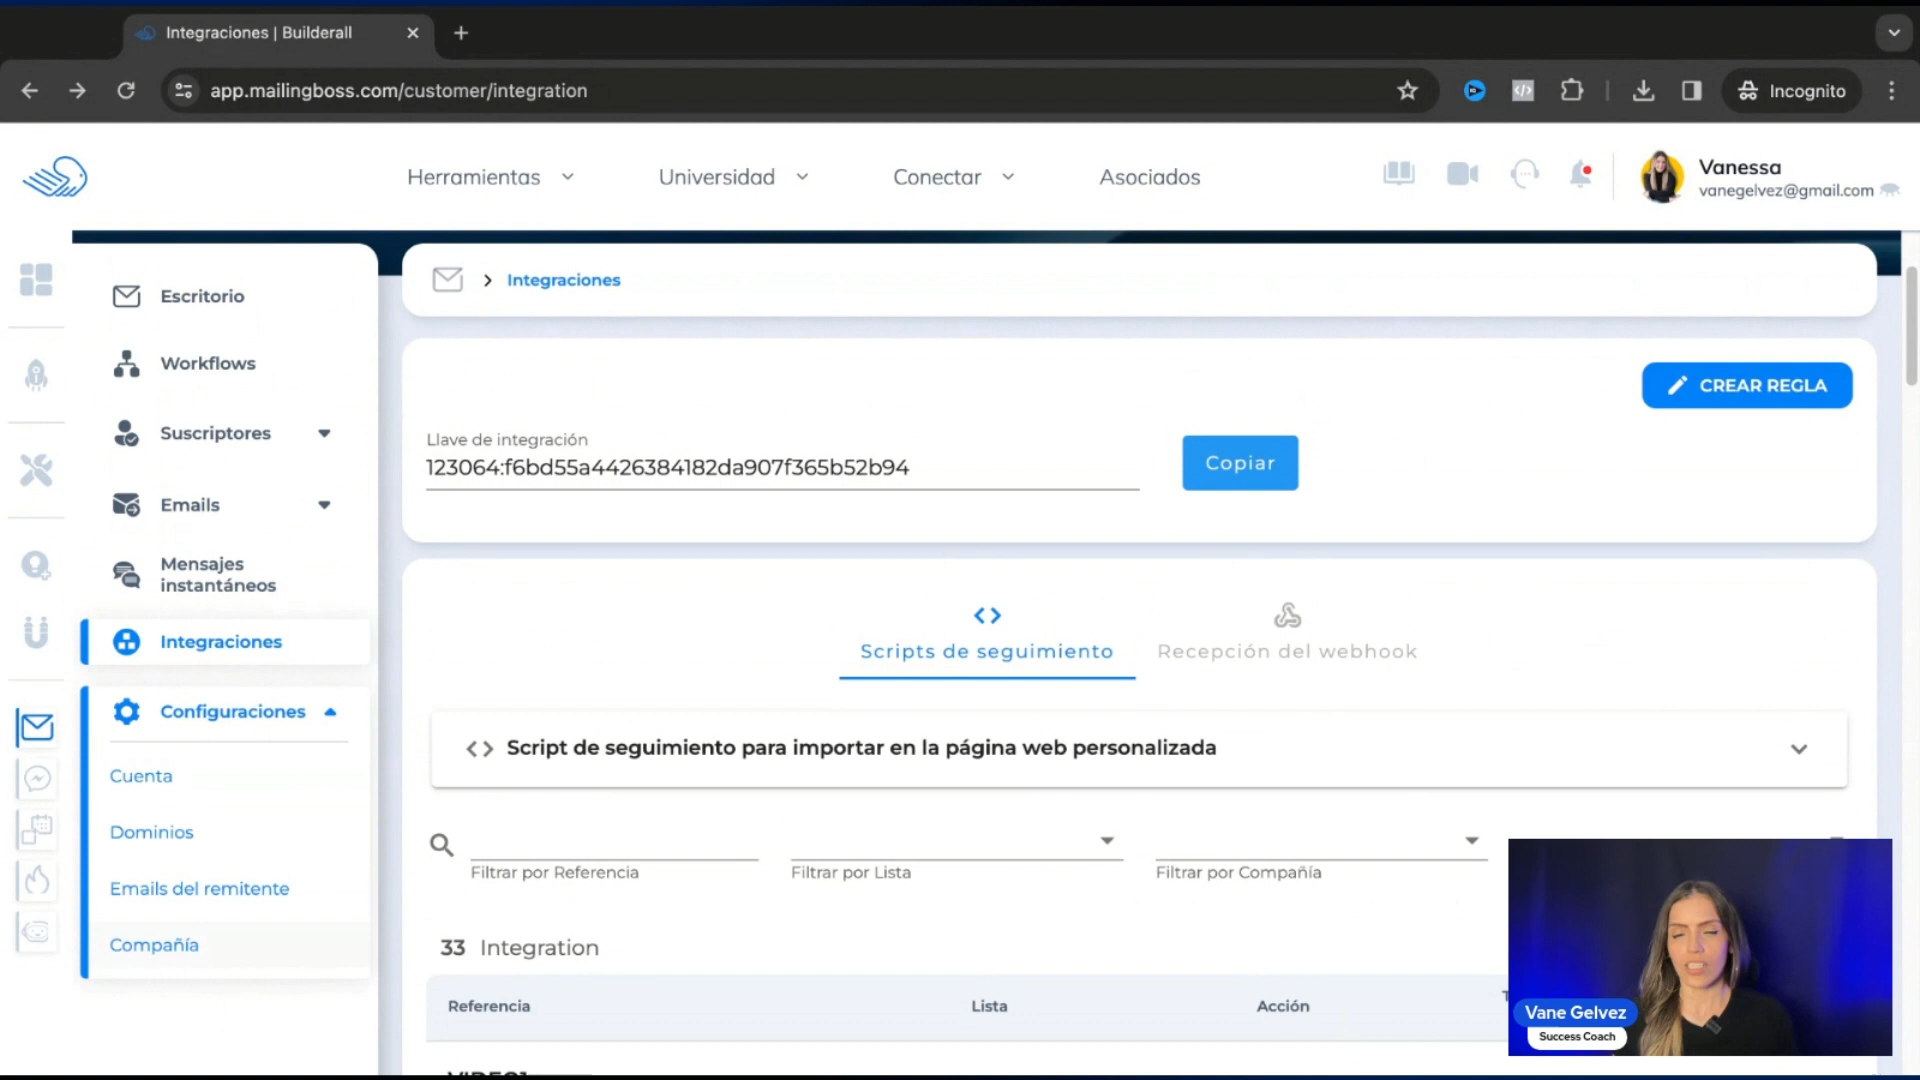 Integraciones | Builderall
app.mailingboss.com/customer/integration
Incognito
Herramientas
Universidad
Conectar
Asociados
Vanessa
vanegelvez@gmail.com
Escritorio
Workflows
Suscriptores
Emails
Mensajes
instantáneos
Integraciones
Configuraciones
Cuenta
Dominios
Emails del remitente
Compañía
Integraciones
CREAR REGLA
Llave de integración
123064:f6bd55a4426384182da907f365b52b94
Copiar
Scripts de seguimiento
Recepción del webhook
Script de seguimiento para importar en la página web personalizada
Filtrar por Referencia
Filtrar por Lista
Filtrar por Compañía
33 Integration
Referencia
Lista
Acción
Vane Gelvez
Success Coach